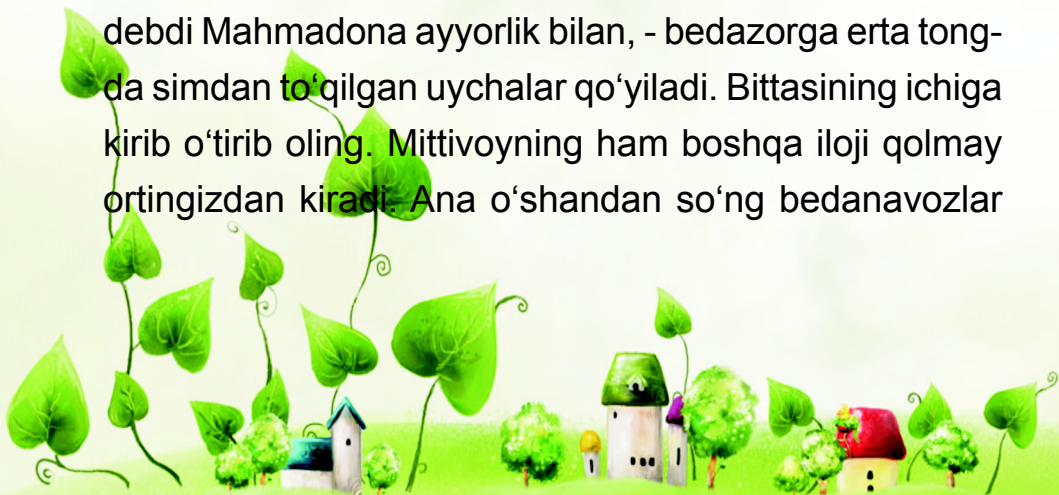 debdi Mahmadona ayyorlik bilan, - bedazorga erta tong-
da simdan to‘qilgan uychalar qo‘yiladi. Bittasining ichiga
kirib o‘tirib oling. Mittivoyning ham boshqa iloji qolmay
ortingizdan kiradi. Ana o‘shandan so‘ng bedanavozlar